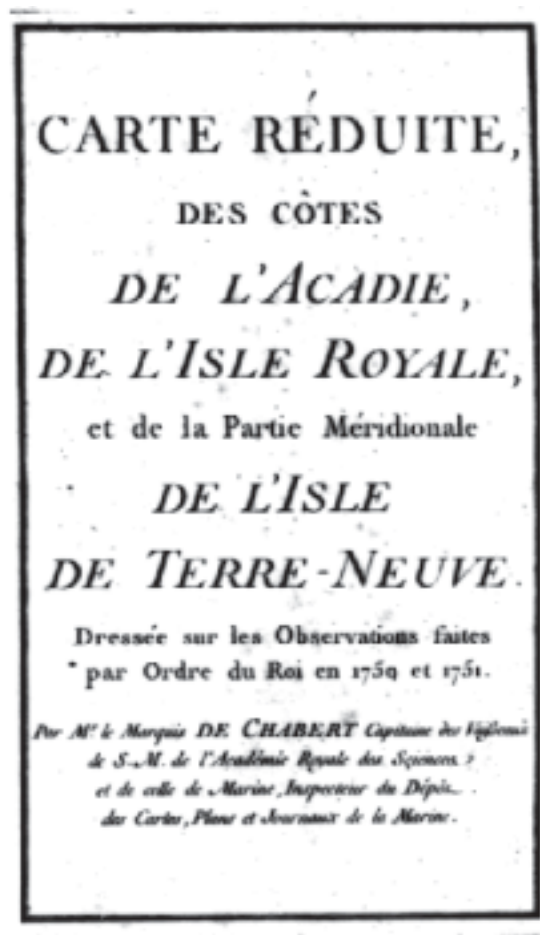 CARTE RÉDUITE,
DES CÔTES
DE L'ACADIE,
DE L'ISLE ROYALE,
et de la Partie Méridionale
DE L'ISLE
DE TERRE-NEUVE.
Dressée sur les Observations faites
par Ordre du Roi en 1750 et 1751.
Par Mr. le Marquis DE CHABERT Capitaine des Vaisseaux
de S.M. de l'Académie Royale des Sciences,
et de celle de Marine, Inspecteur du Dépôt
des Cartes, Plans et Journaux de la Marine.